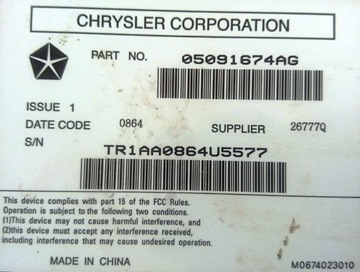 CHRYSLER CORPORATION
PART NO. 05091674AG
ISSUE 1
DATE CODE 0864 SUPPLIER 26777Q
S/N
TR1AA0864U5577
This device complies with part 15 of the FCC Rules.
Operation is subject to the following two conditions.
(1)This device may not cause harmful interference, and
(2)this device must accept any interference received,
including interference that may cause undesired operation.
MADE IN CHINA M0674023010